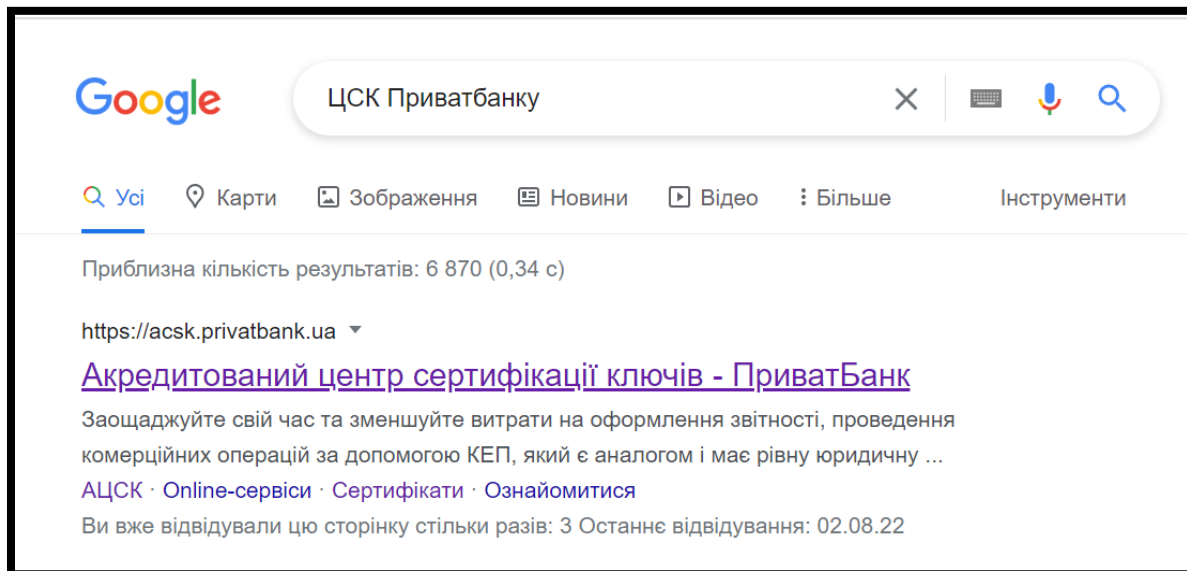 Google
ЦСК Приватбанку
Усі Карти Зображення Новини Відео Більше Інструменти
Приблизна кількість результатів: 6 870 (0,34 с)
https://acsk.privatbank.ua
Акредитований центр сертифікації ключів - ПриватБанк
Заощаджуйте свій час та зменшуйте витрати на оформлення звітності, проведення
комерційних операцій за допомогою КЕП, який є аналогом і має рівну юридичну ...
АЦСК · Online-сервіси · Сертифікати · Ознайомитися
Ви вже відвідували цю сторінку стільки разів: 3 Останнє відвідування: 02.08.22